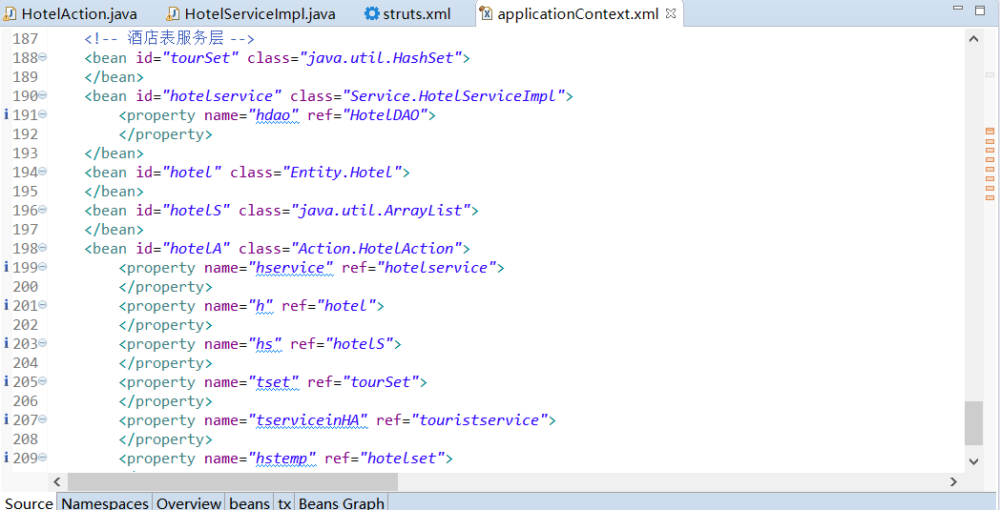 HotelAction.java HotelServiceImpl.java struts.xml applicationContext.xml
187 <!-- 酒店表服务层 -->
188 <bean id="tourSet" class="java.util.HashSet">
189 </bean>
190 <bean id="hotelservice" class="Service.HotelServiceImpl">
191 <property name="hdao" ref="HotelDAO">
192 </property>
193 </bean>
194 <bean id="hotel" class="Entity.Hotel">
195 </bean>
196 <bean id="hotelS" class="java.util.ArrayList">
197 </bean>
198 <bean id="hotelA" class="Action.HotelAction">
199 <property name="hservice" ref="hotelservice">
200 </property>
201 <property name="h" ref="hotel">
202 </property>
203 <property name="hs" ref="hotelS">
204 </property>
205 <property name="tset" ref="tourSet">
206 </property>
207 <property name="tserviceinHA" ref="touristservice">
208 </property>
209 <property name="hstemp" ref="hotelset">
Source Namespaces Overview beans tx Beans Graph